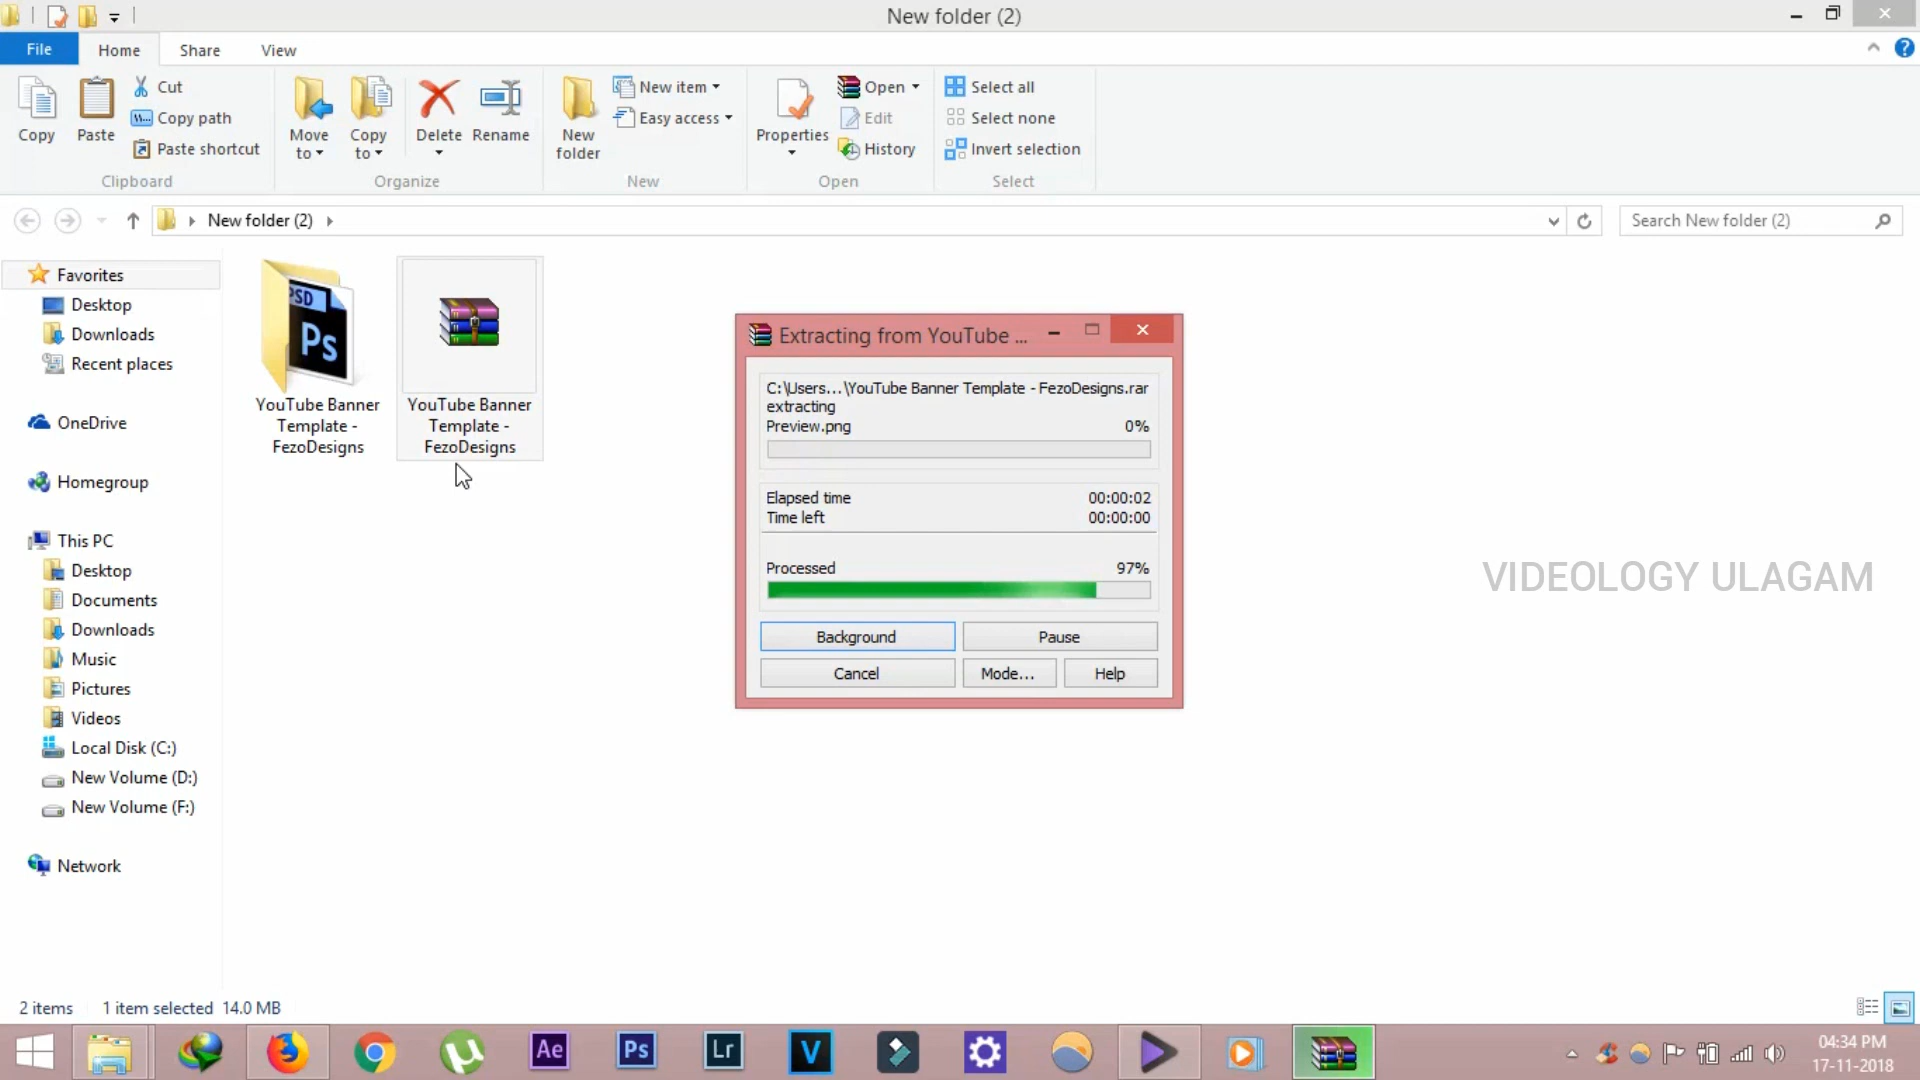 New folder (2)
File
Home
Share
View
Copy
Paste
Cut
Copy path
Paste shortcut
Clipboard
Move
to
Copy
to
Delete
Rename
Organize
New
folder
New item
Easy access
New
Properties
Open
Edit
History
Open
Select all
Select none
Invert selection
Select
New folder (2)
Search New folder (2)
Favorites
Desktop
Downloads
Recent places
OneDrive
Homegroup
This PC
Desktop
Documents
Downloads
Music
Pictures
Videos
Local Disk (C:)
New Volume (D:)
New Volume (F:)
Network
PSD
Ps
YouTube Banner
Template -
FezoDesigns
YouTube Banner
Template -
FezoDesigns
Extracting from YouTube ...
C:\Users...\YouTube Banner Template - FezoDesigns.rar
extracting
Preview.png 0%
Elapsed time 00:00:02
Time left 00:00:00
Processed 97%
Background
Pause
Cancel
Mode...
Help
VIDEOLOGY ULAGAM
2 items 1 item selected 14.0 MB
Ae
Ps
Lr
V
04:34 PM
17-11-2018